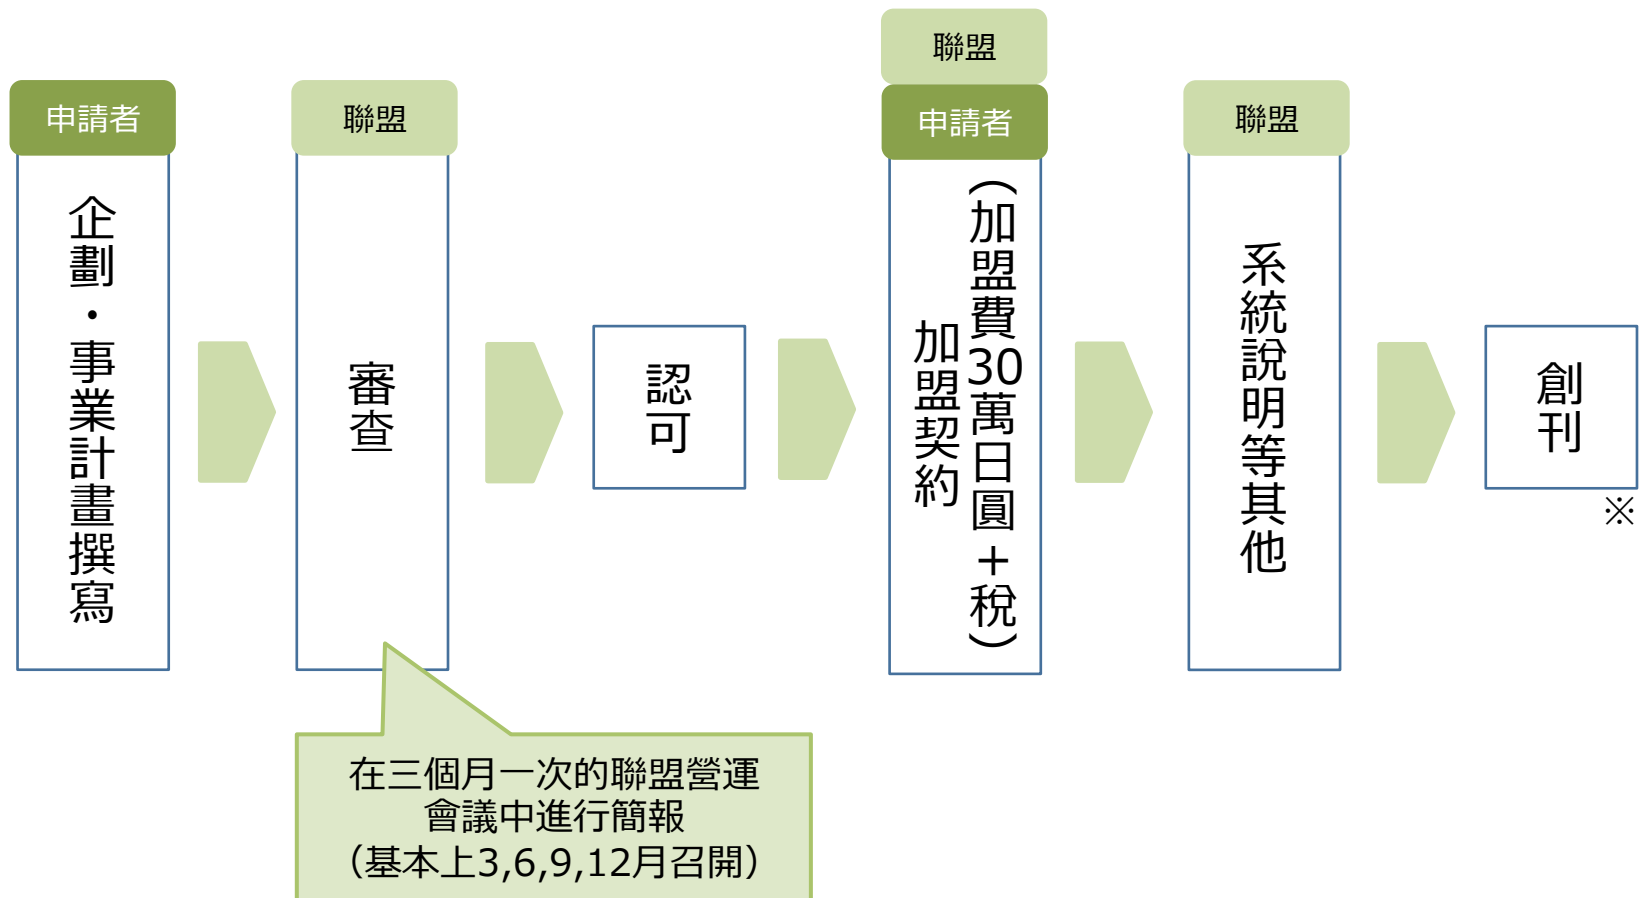 申請者
企劃・事業計畫撰寫
聯盟
審查
在三個月一次的聯盟營運
會議中進行簡報
（基本上3,6,9,12月召開）
認可
聯盟
申請者
（加盟費30萬日圓＋稅）
加盟契約
聯盟
系統說明等其他
創刊
※